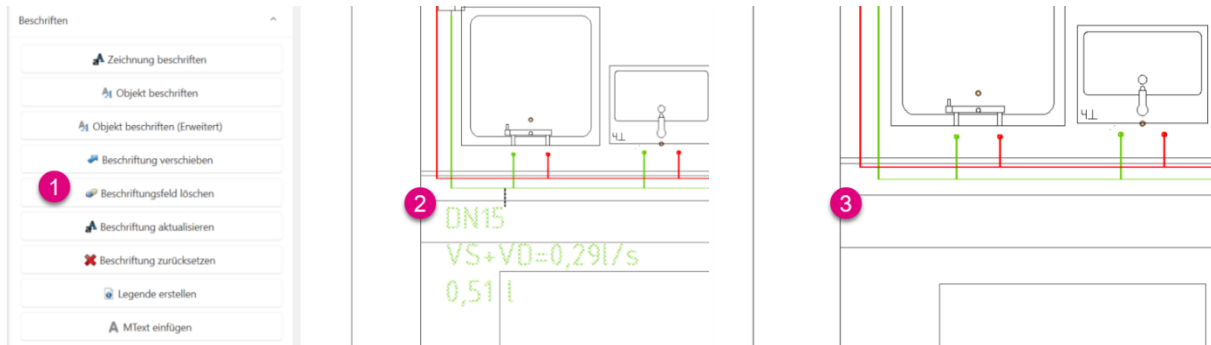 Beschriften
Zeichnung beschriften
Objekt beschriften
Objekt beschriften (Erweitert)
Beschriftung verschieben
1
Beschriftungsfeld löschen
Beschriftung aktualisieren
Beschriftung zurücksetzen
Legende erstellen
MText einfügen
2
DN15
VS+VD=0,29l/s
0,51 l
3